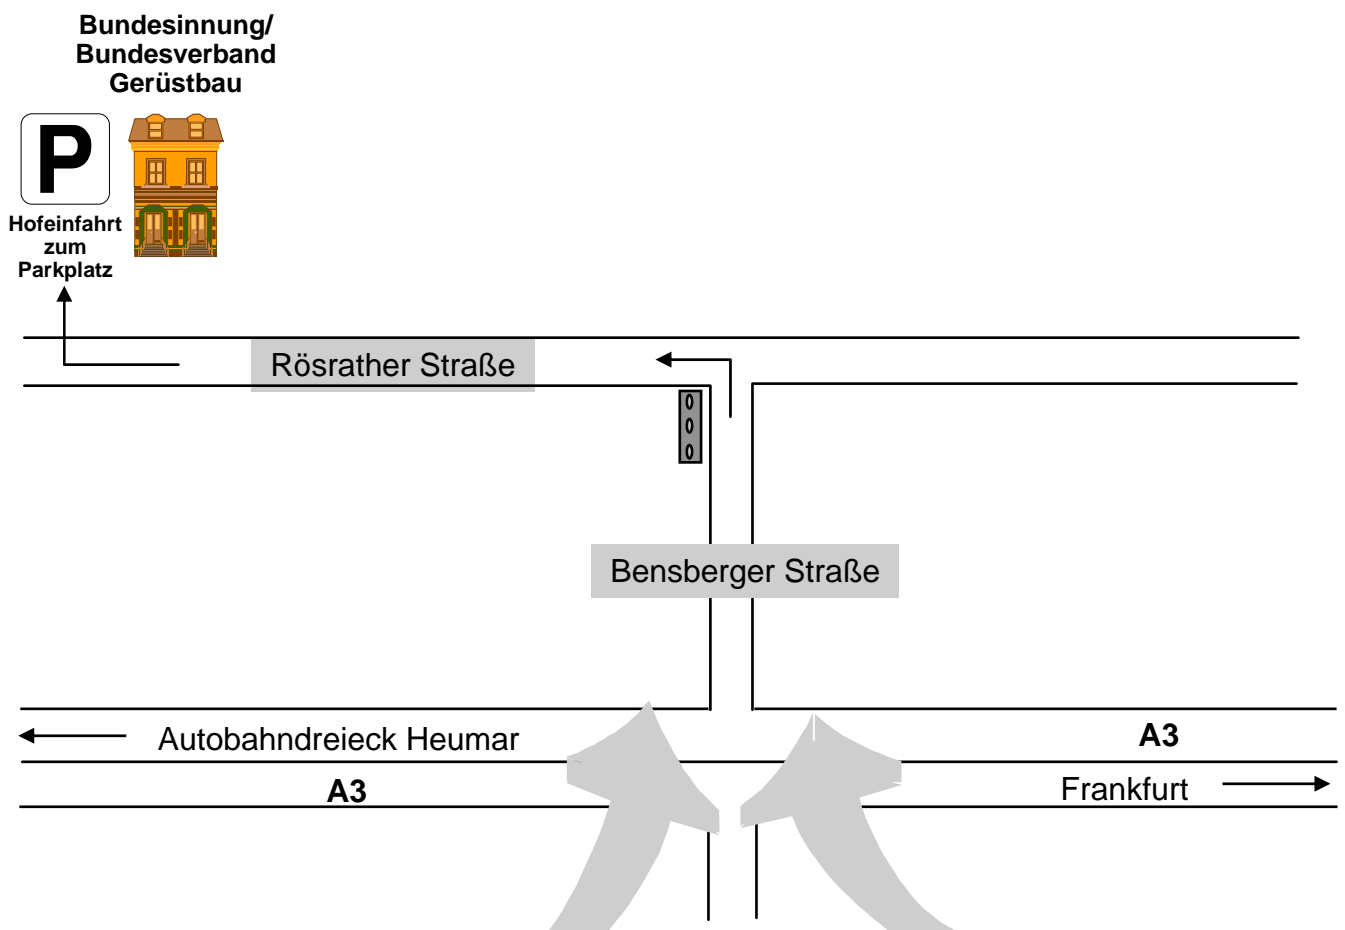 Bundesinnung/
Bundesverband
Gerüstbau
P
Hofeinfahrt
zum
Parkplatz
Rösrather Straße
Bensberger Straße
Autobahndreieck Heumar
A3
A3
Frankfurt